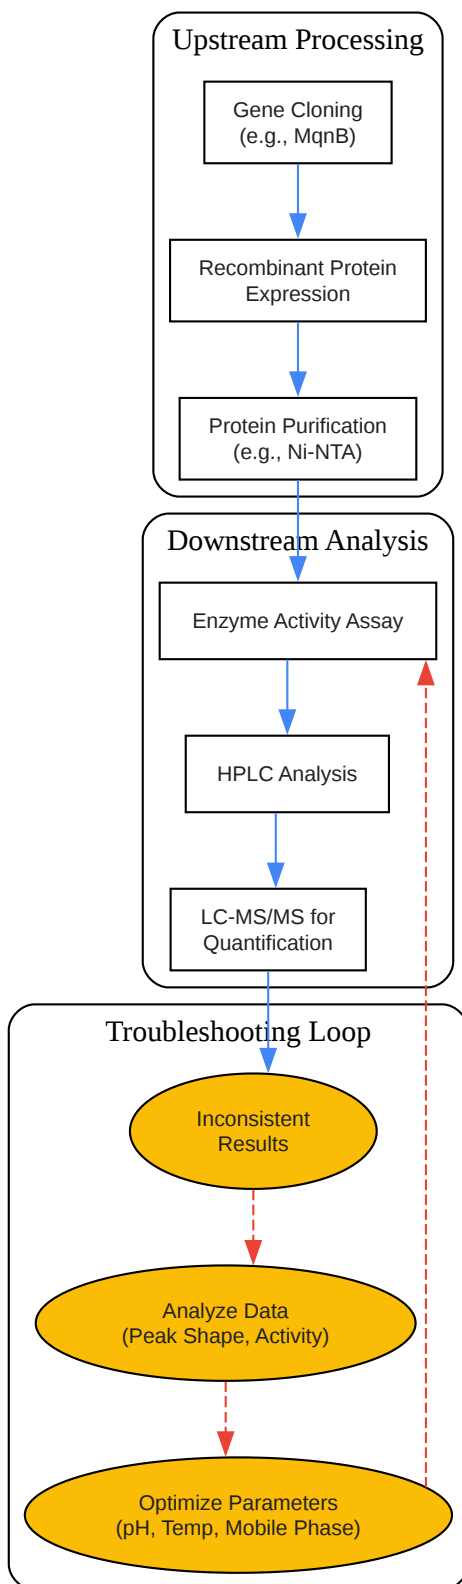 Upstream Processing
Gene Cloning
(e.g., MqnB)
Recombinant Protein
Expression
Protein Purification
(e.g., Ni-NTA)
Downstream Analysis
Enzyme Activity Assay
HPLC Analysis
LC-MS/MS for
Quantification
Troubleshooting Loop
Inconsistent
Results
Analyze Data
(Peak Shape, Activity)
Optimize Parameters
(pH, Temp, Mobile Phase)